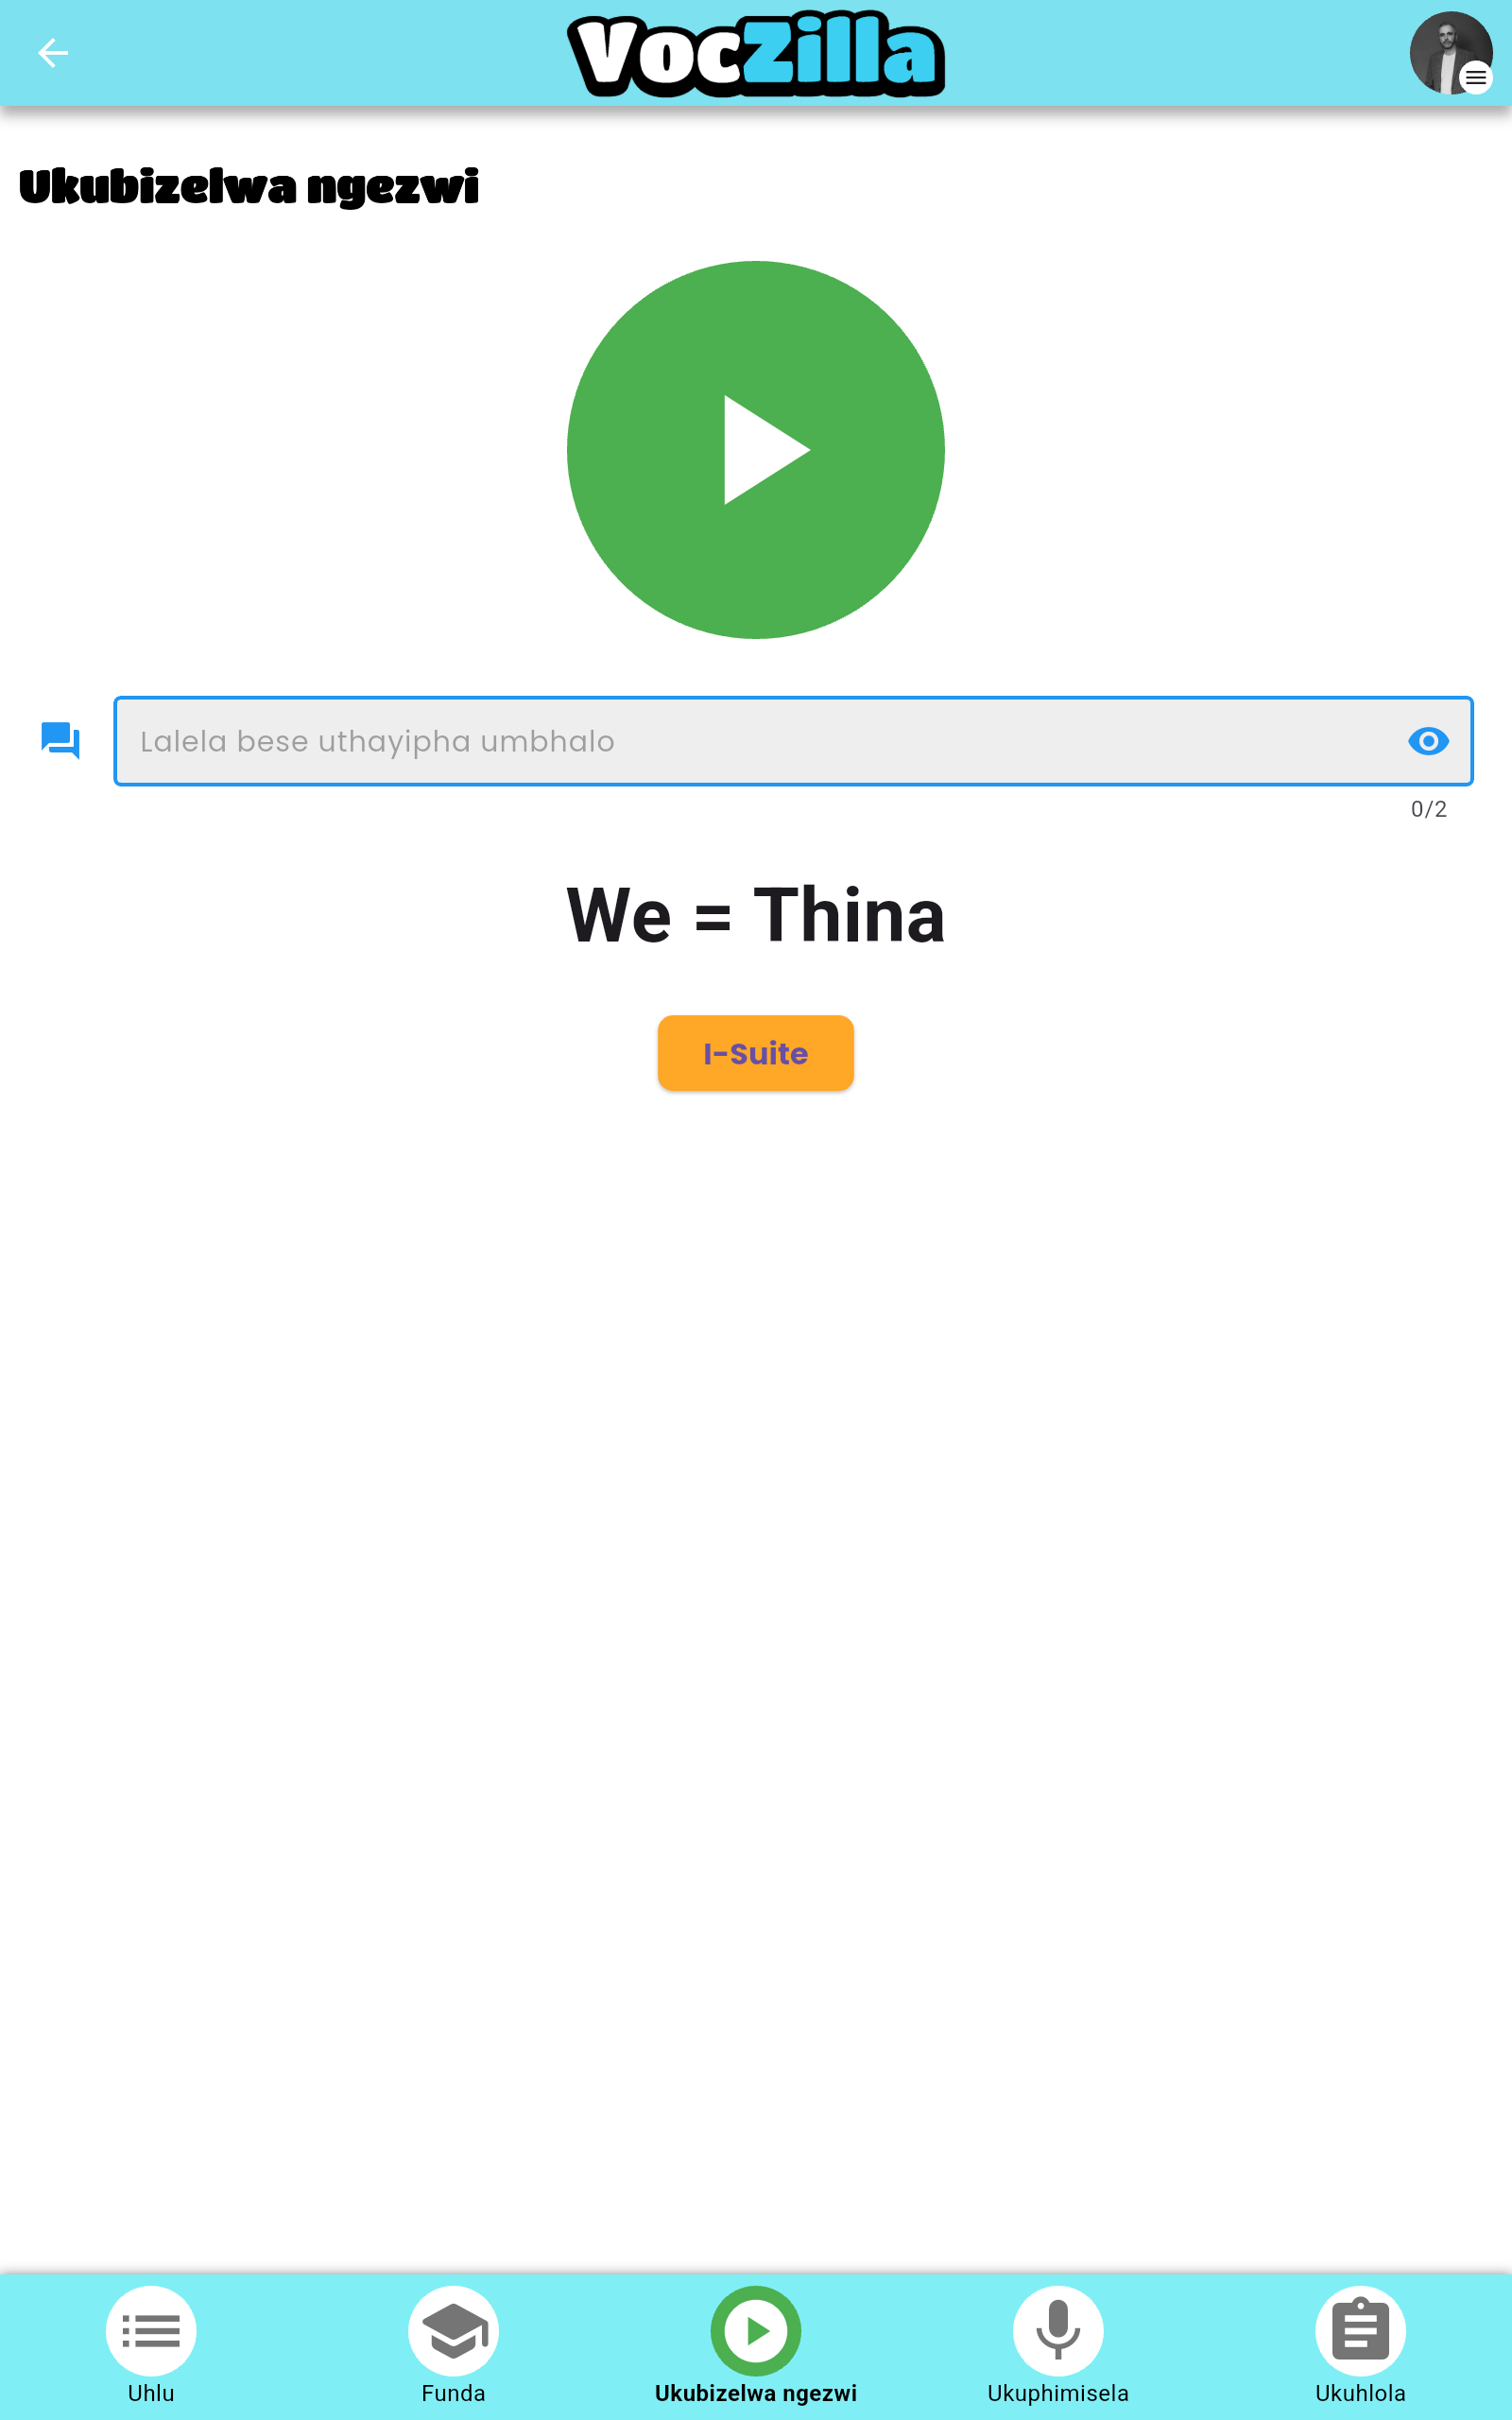 VocZilla
Ukubizelwa ngezwi
Lalela bese uthayipha umbhalo
0/2
We = Thina
I-Suite
Uhlu
Funda
Ukubizelwa ngezwi
Ukuphimisela
Ukuhlola